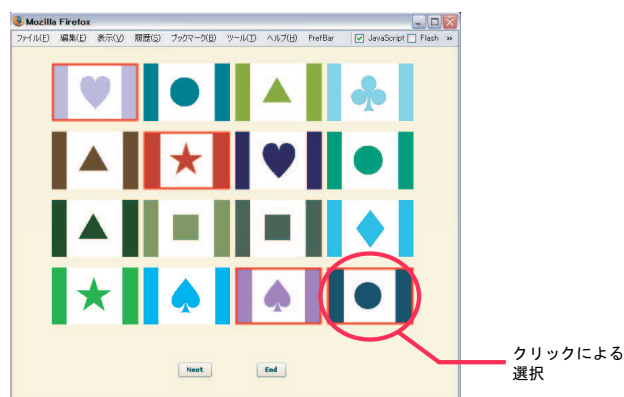 Mozilla Firefox
ファイル(F) 編集(E) 表示(V) 履歴(S) ブックマーク(B) ツール(T) ヘルプ(H) PrefBar JavaScript Flash »
Next End
クリックによる
選択